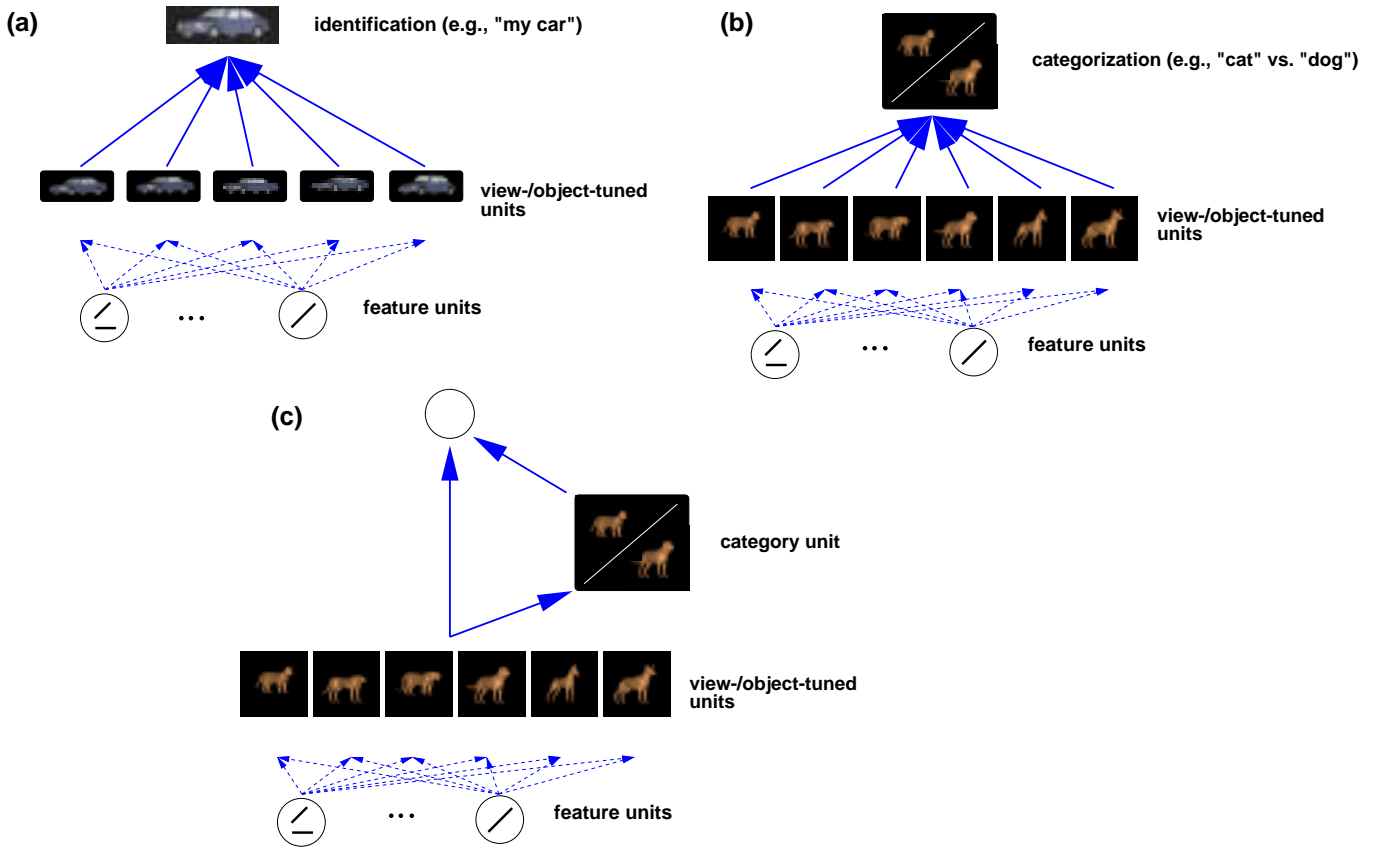 (a)
identification (e.g., "my car")
view-/object-tuned
units
...
feature units
(b)
categorization (e.g., "cat" vs. "dog")
view-/object-tuned
units
...
feature units
(c)
category unit
view-/object-tuned
units
...
feature units